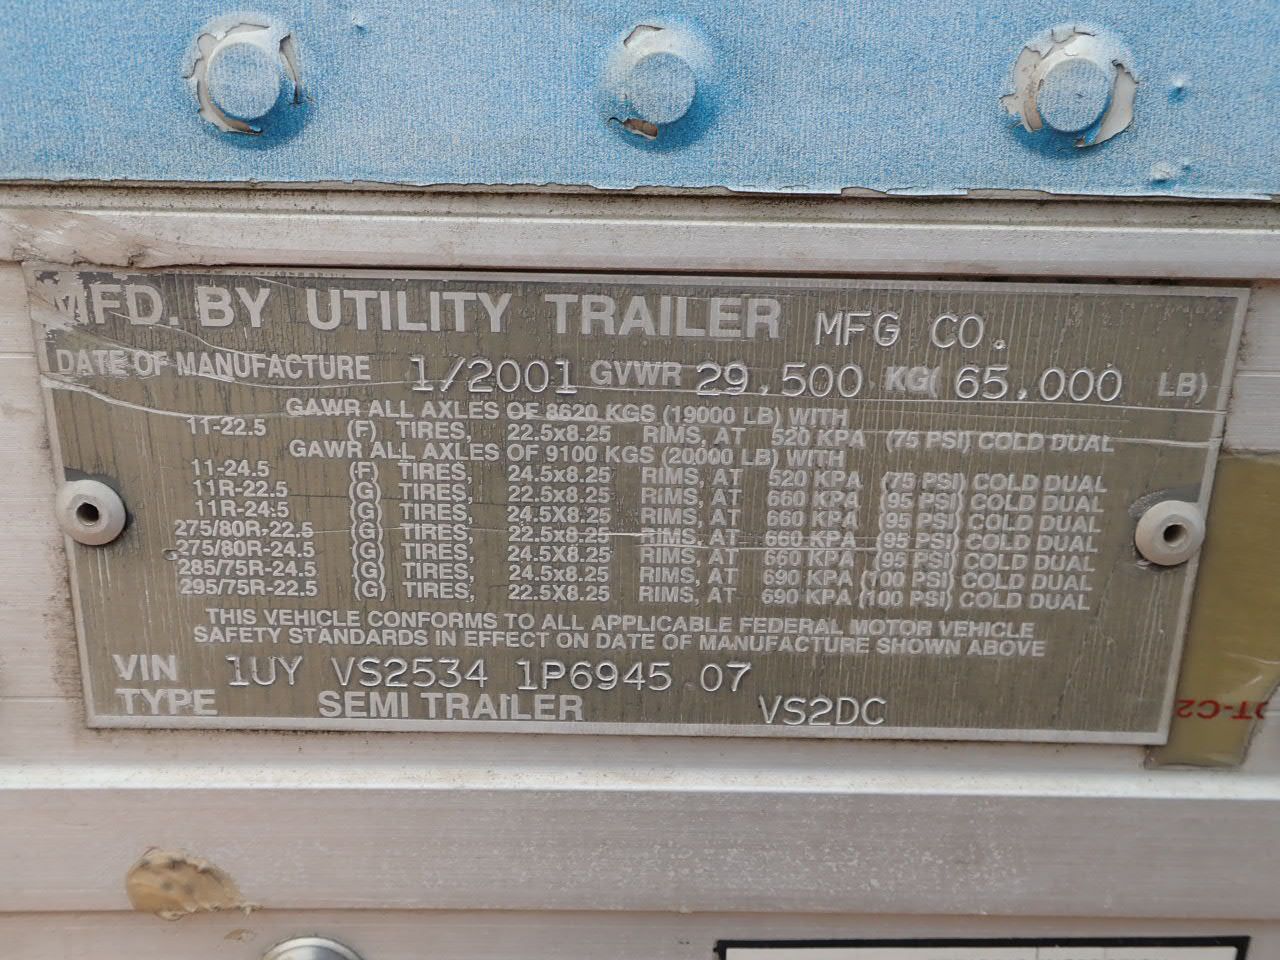 MFD. BY UTILITY TRAILER MFG CO.
DATE OF MANUFACTURE 1/2001 GVWR 29,500 KG( 65,000 LB)
GAWR ALL AXLES OF 8620 KGS (19000 LB) WITH
11-22.5 (F) TIRES, 22.5x8.25 RIMS, AT 520 KPA (75 PSI) COLD DUAL
GAWR ALL AXLES OF 9100 KGS (20000 LB) WITH
11-24.5 (F) TIRES, 24.5x8.25 RIMS, AT 520 KPA (75 PSI) COLD DUAL
11R-22.5 (G) TIRES, 22.5x8.25 RIMS, AT 660 KPA (95 PSI) COLD DUAL
11R-24.5 (G) TIRES, 24.5x8.25 RIMS, AT 660 KPA (95 PSI) COLD DUAL
275/80R-22.5 (G) TIRES, 22.5x8.25 RIMS, AT 660 KPA (95 PSI) COLD DUAL
275/80R-24.5 (G) TIRES, 24.5x8.25 RIMS, AT 660 KPA (95 PSI) COLD DUAL
285/75R-24.5 (G) TIRES, 24.5x8.25 RIMS, AT 690 KPA (100 PSI) COLD DUAL
295/75R-22.5 (G) TIRES, 22.5X8.25 RIMS, AT 690 KPA (100 PSI) COLD DUAL
THIS VEHICLE CONFORMS TO ALL APPLICABLE FEDERAL MOTOR VEHICLE
SAFETY STANDARDS IN EFFECT ON DATE OF MANUFACTURE SHOWN ABOVE
VIN 1UY VS2534 1P6945 07
TYPE SEMI TRAILER VS2DC